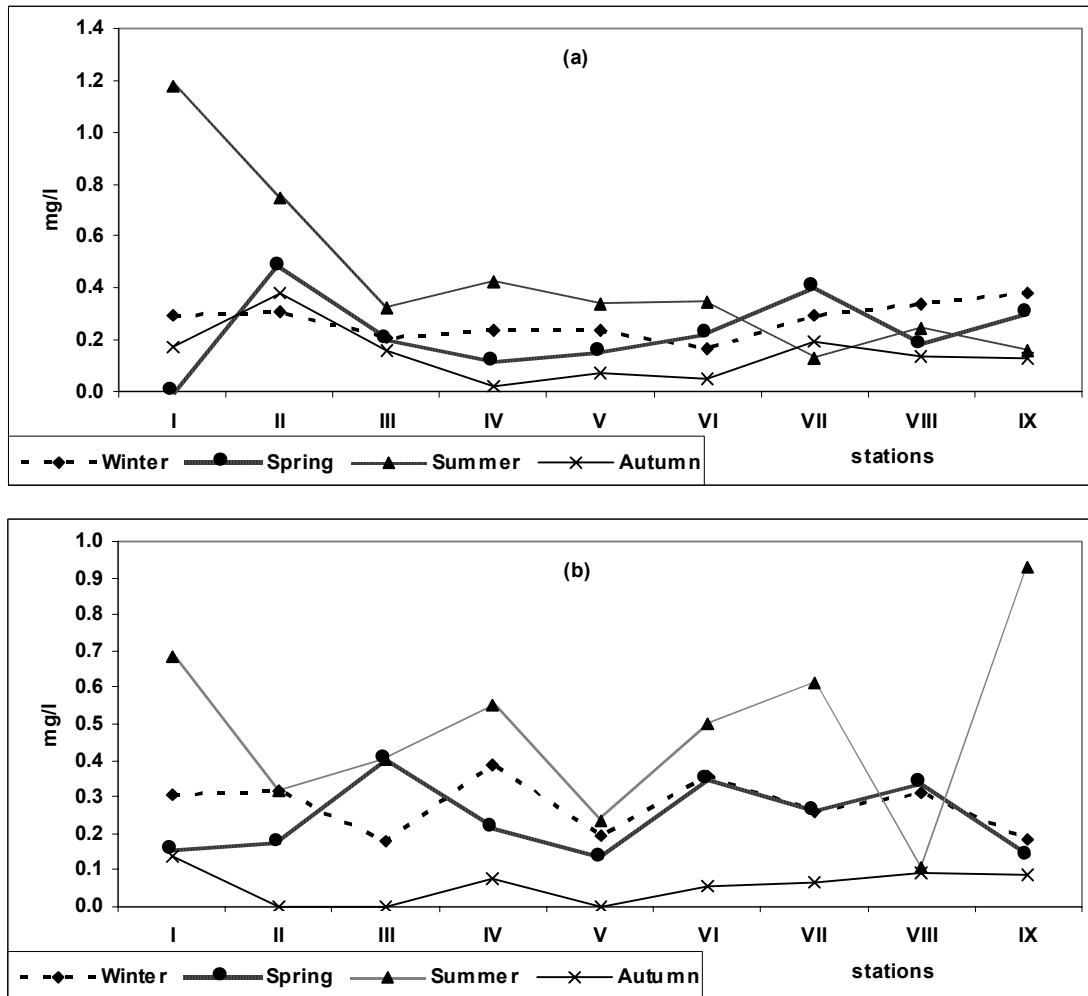 (a)
mg/l
1.4
1.2
1.0
0.8
0.6
0.4
0.2
0.0
I II III IV V VI VII VIII IX
stations
Winter Spring Summer Autumn
(b)
mg/l
1.0
0.9
0.8
0.7
0.6
0.5
0.4
0.3
0.2
0.1
0.0
I II III IV V VI VII VIII IX
stations
Winter Spring Summer Autumn